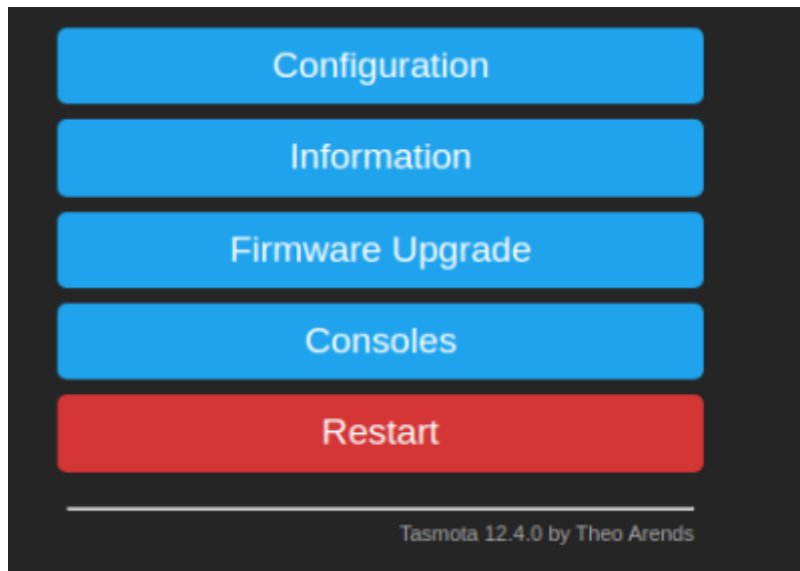 Configuration
Information
Firmware Upgrade
Consoles
Restart
Tasmota 12.4.0 by Theo Arends